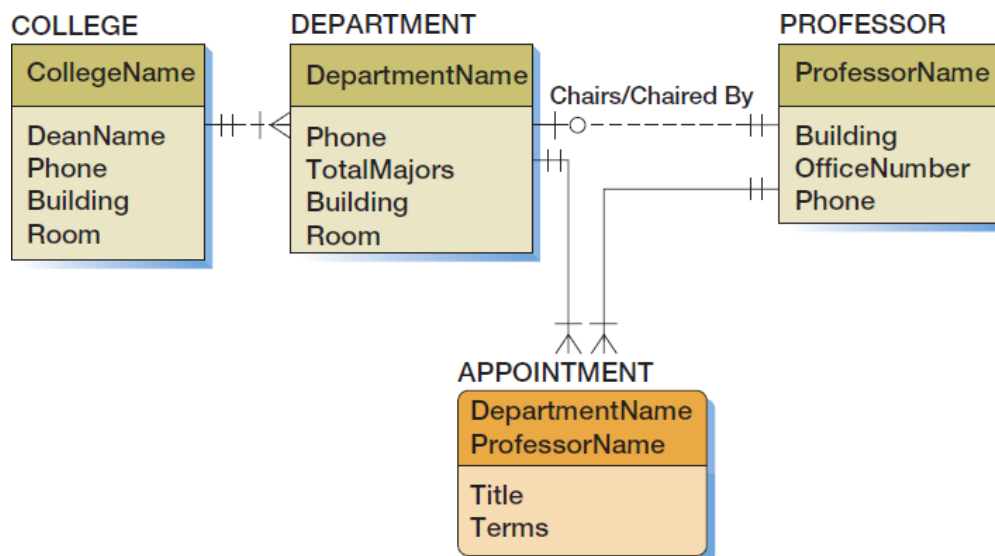 COLLEGE
CollegeName
DeanName
Phone
Building
Room
DEPARTMENT
DepartmentName
Phone
TotalMajors
Building
Room
Chairs/Chaired By
PROFESSOR
ProfessorName
Building
OfficeNumber
Phone
APPOINTMENT
DepartmentName
ProfessorName
Title
Terms